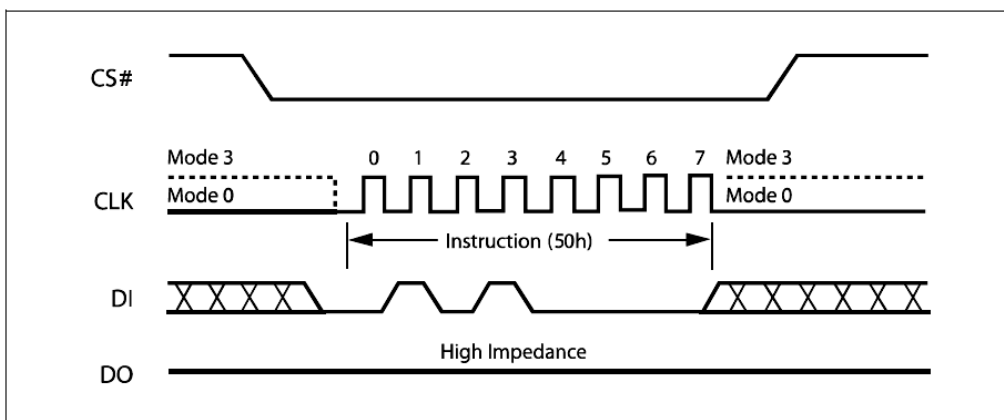 CS#
Mode 3
0 1 2 3 4 5 6 7
Mode 3
CLK
Mode 0
Mode 0
Instruction (50h)
DI
High Impedance
DO